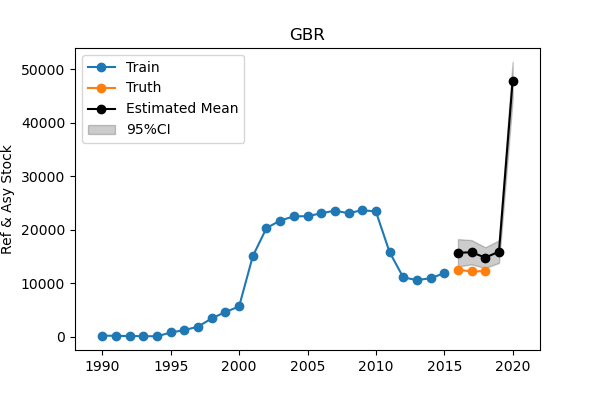 GBR
Train
Truth
Estimated Mean
95%CI
Ref & Asy Stock
50000
40000
30000
20000
10000
0
1990 1995 2000 2005 2010 2015 2020